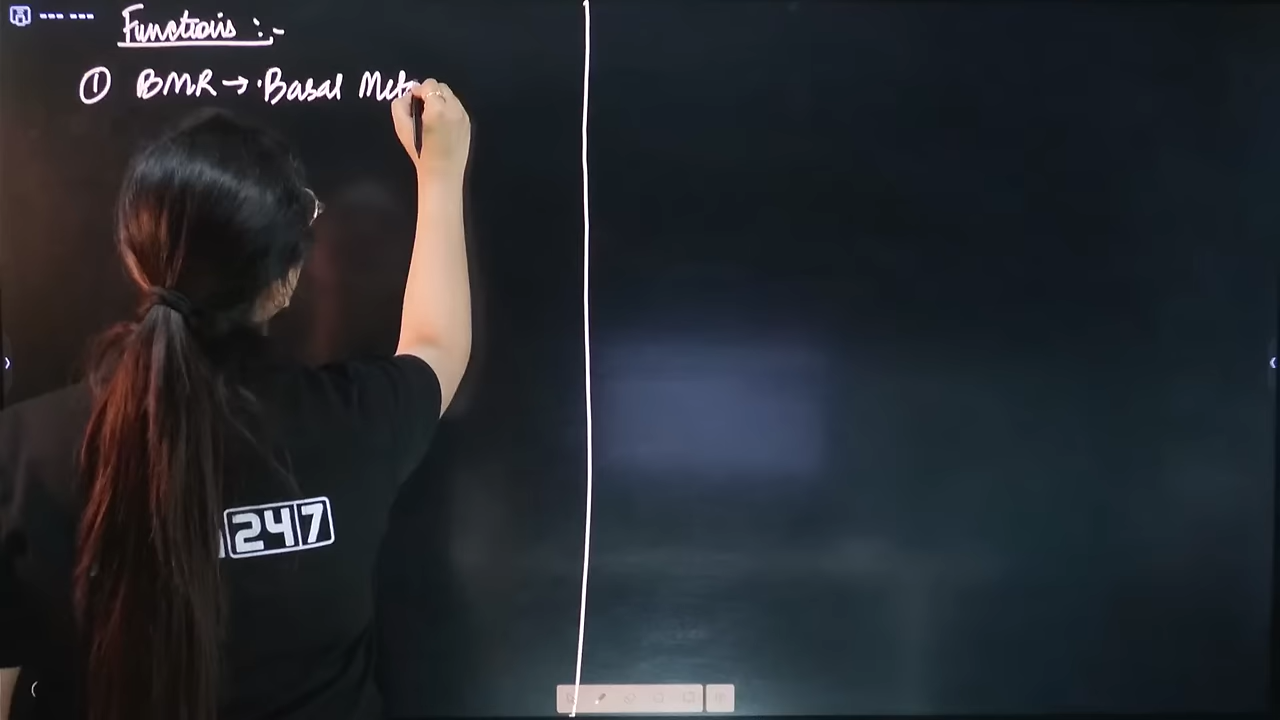 Functions :-
① BMR → Basal Met
247